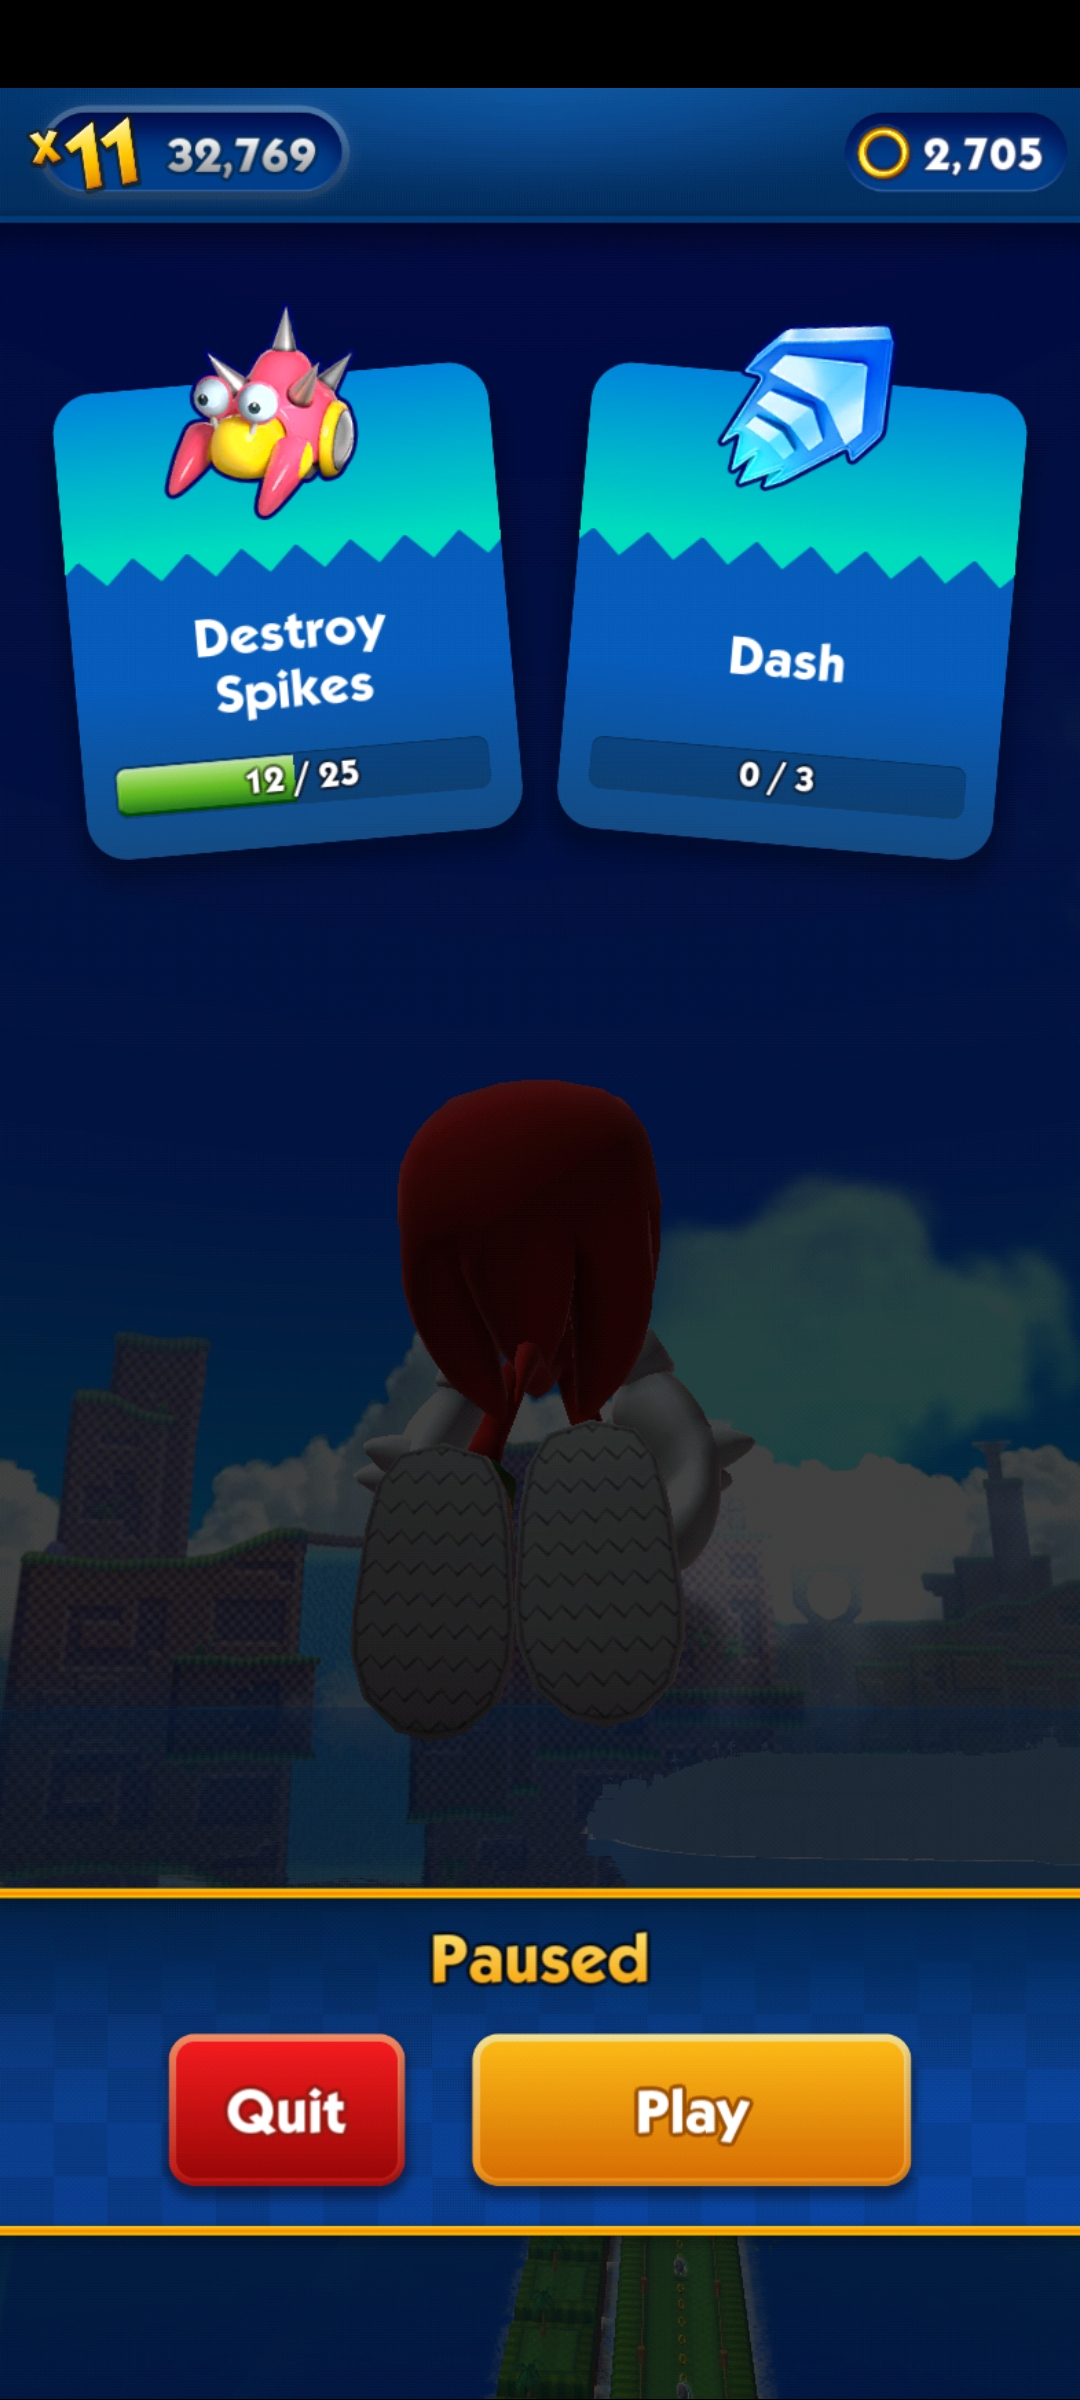 x11 32,769
2,705
Destroy
Spikes
12 / 25
Dash
0 / 3
Paused
Quit
Play